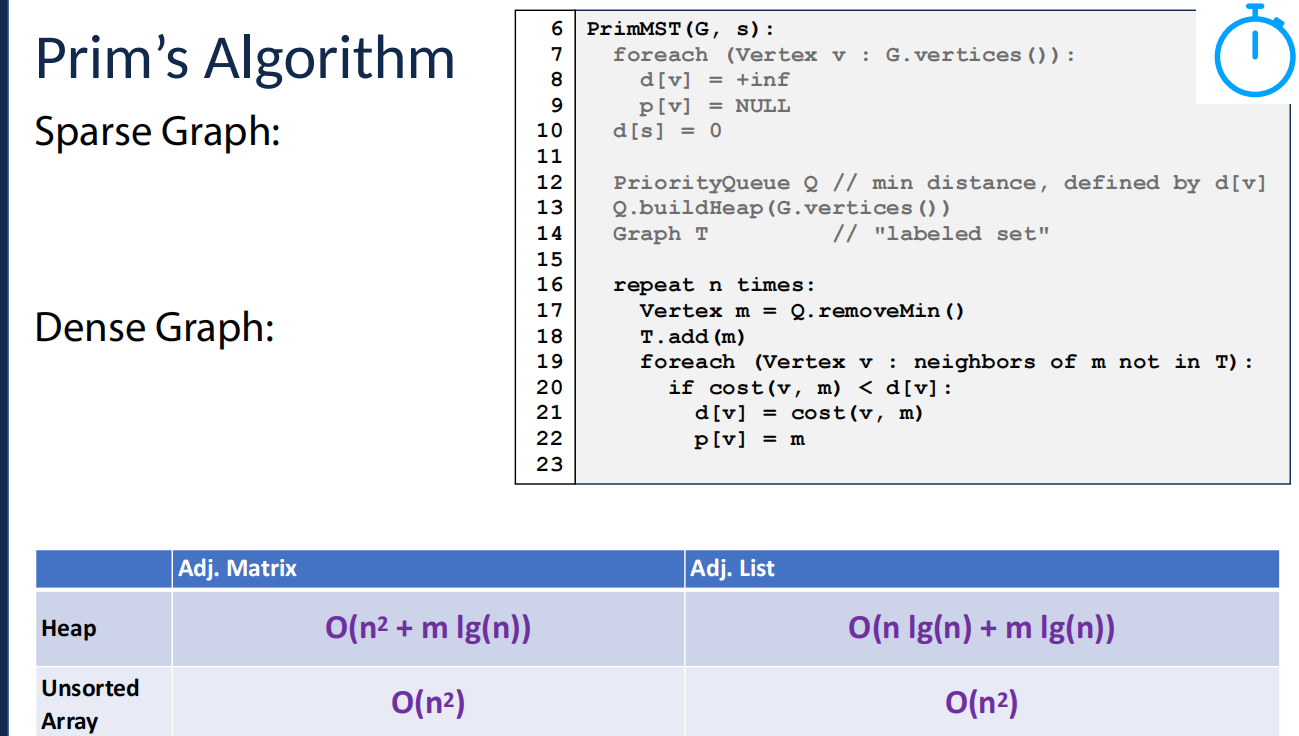 Prim's Algorithm
Sparse Graph:
Dense Graph:
6 PrimMST(G, s):
7 foreach (Vertex v : G.vertices()):
8 d[v] = +inf
9 p[v] = NULL
10 d[s] = 0
11
12 PriorityQueue Q // min distance, defined by d[v]
13 Q.buildHeap(G.vertices())
14 Graph T // "labeled set"
15
16 repeat n times:
17 Vertex m = Q.removeMin()
18 T.add(m)
19 foreach (Vertex v : neighbors of m not in T):
20 if cost(v, m) < d[v]:
21 d[v] = cost(v, m)
22 p[v] = m
23
Adj. Matrix Adj. List
Heap O(n² + m lg(n)) O(n lg(n) + m lg(n))
Unsorted
Array O(n²) O(n²)